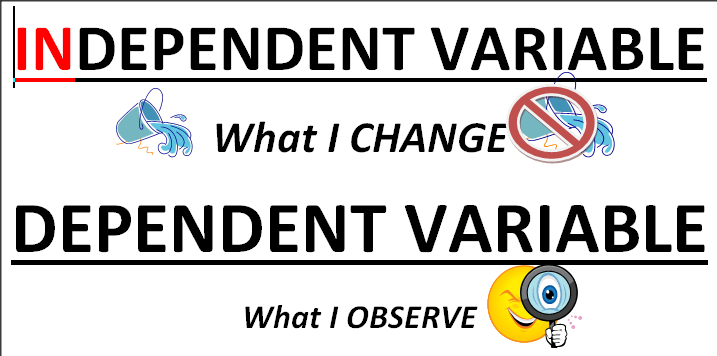 INDEPENDENT VARIABLE
What I CHANGE
DEPENDENT VARIABLE
What I OBSERVE